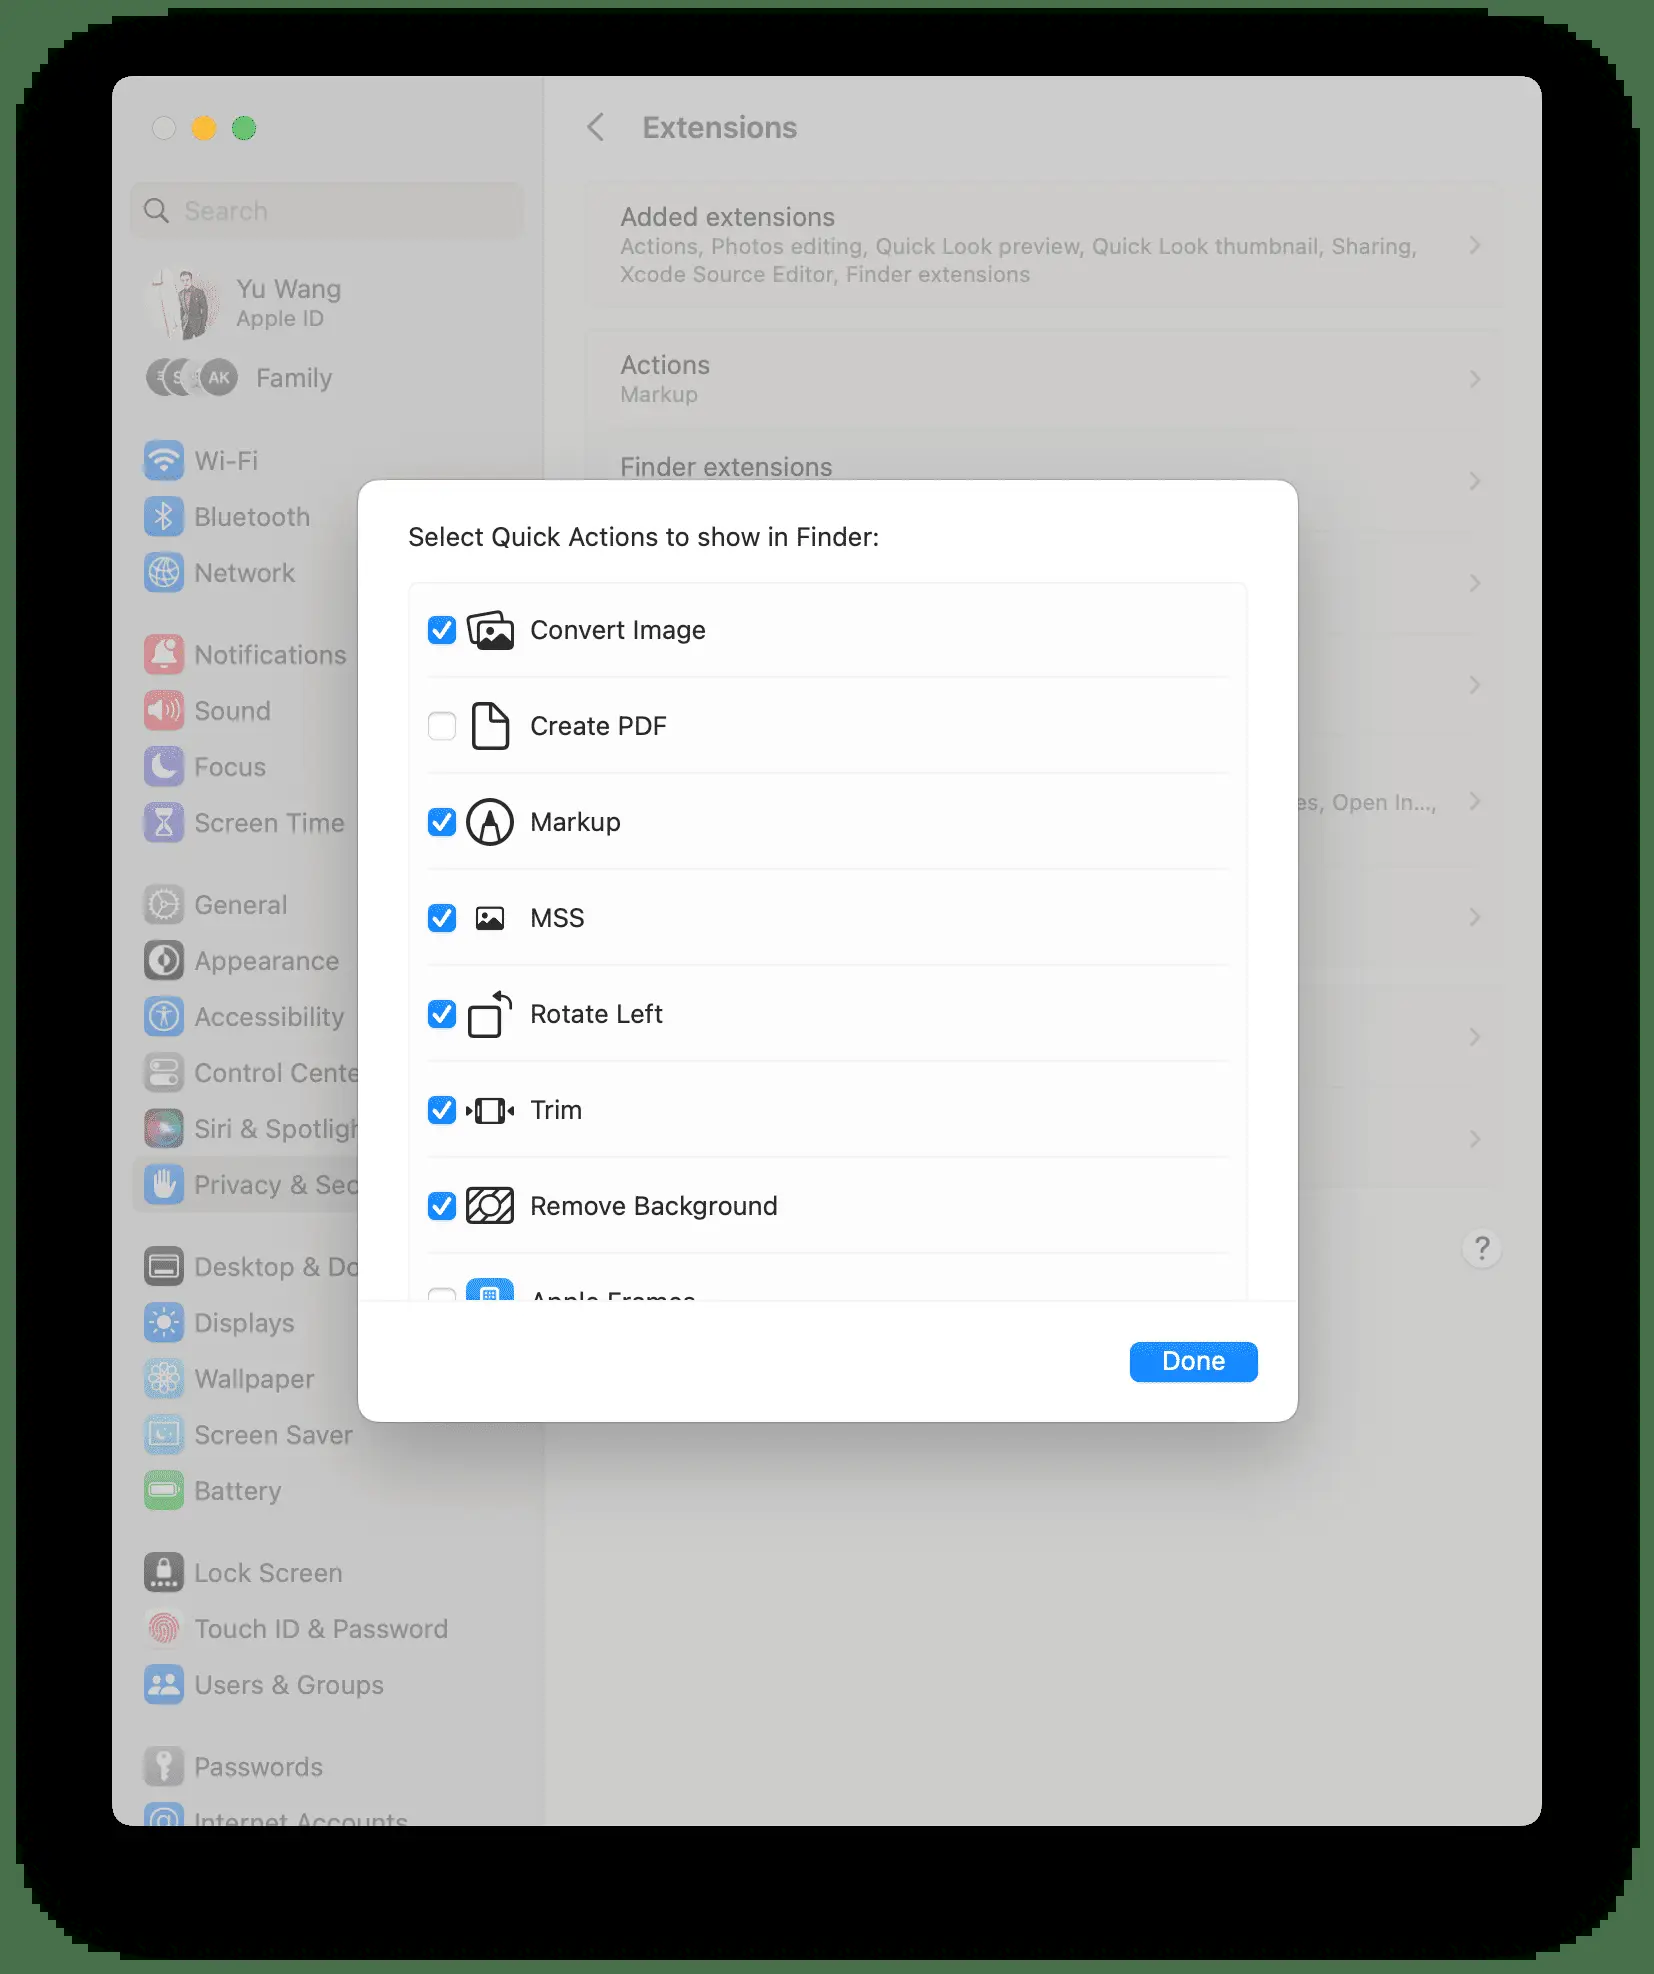 Extensions
Search
Added extensions
Actions, Photos editing, Quick Look preview, Quick Look thumbnail, Sharing,
Xcode Source Editor, Finder extensions
Yu Wang
Apple ID
AK
Family
Actions
Markup
Finder extensions
Wi-Fi
Bluetooth
Network
Notifications
Sound
Focus
Screen Time
General
Appearance
Accessibility
Control Cente
Siri & Spotligh
Privacy & Sec
Desktop & Do
Displays
Wallpaper
Screen Saver
Battery
Lock Screen
Touch ID & Password
Users & Groups
Passwords
Internet Accounts
Select Quick Actions to show in Finder:
Convert Image
Create PDF
Markup
MSS
Rotate Left
Trim
Remove Background
Apple Frames
Done
es, Open In...,
?